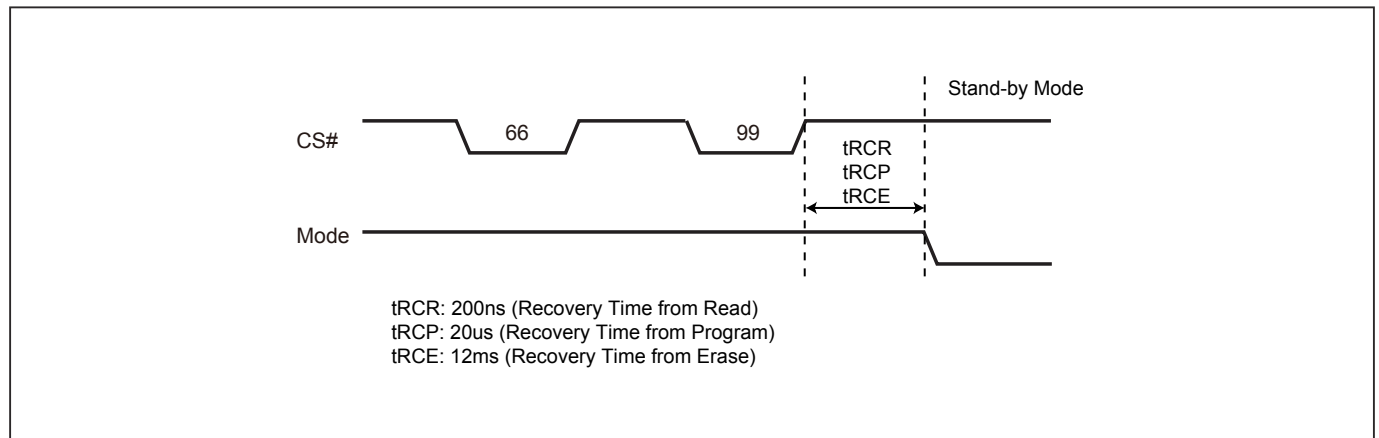 Stand-by Mode
CS#
66
99
tRCR
tRCP
tRCE
Mode
tRCR: 200ns (Recovery Time from Read)
tRCP: 20us (Recovery Time from Program)
tRCE: 12ms (Recovery Time from Erase)